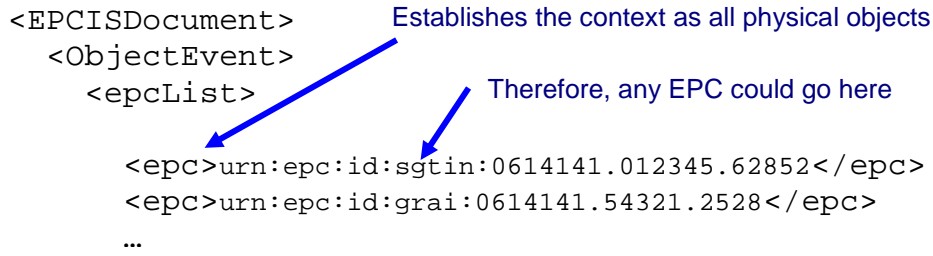 <EPCISDocument> Establishes the context as all physical objects
<ObjectEvent>
<epcList> Therefore, any EPC could go here
<epc>urn:epc:id:sgtin:0614141.012345.62852</epc>
<epc>urn:epc:id:grai:0614141.54321.2528</epc>
…